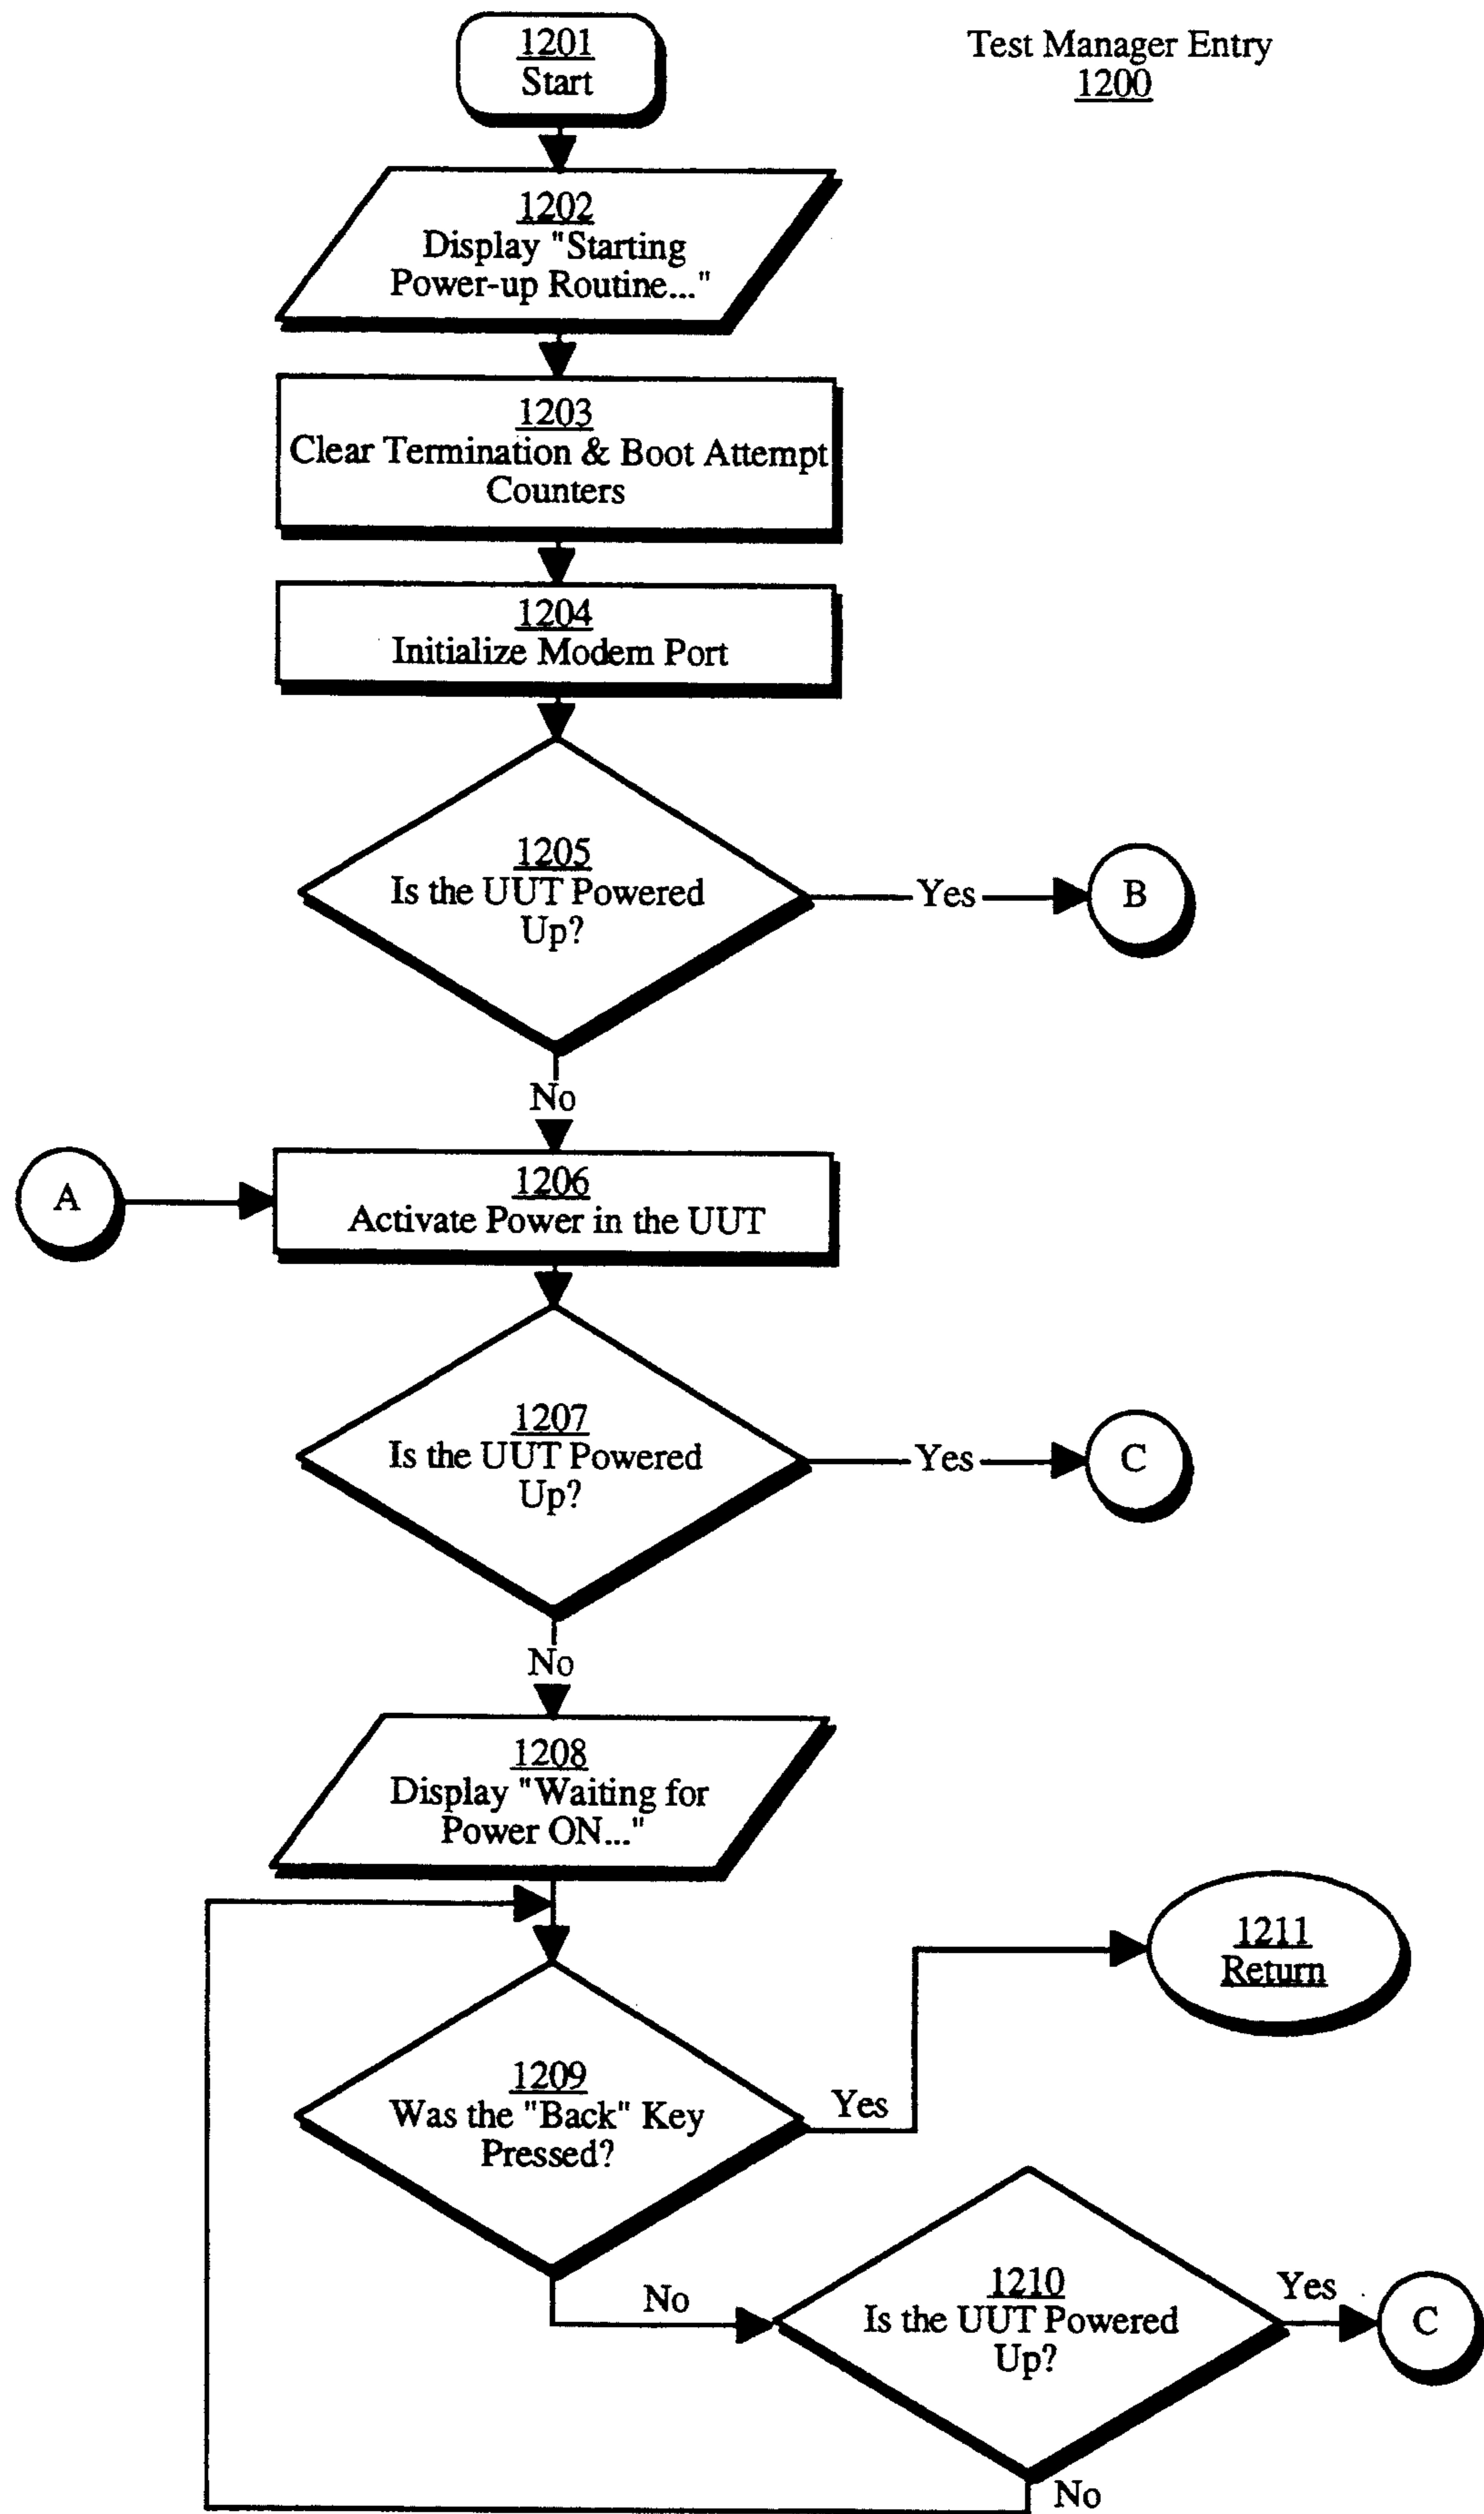 1201
Start
Test Manager Entry
1200
1202
Display "Starting
Power-up Routine..."
1203
Clear Termination & Boot Attempt
Counters
1204
Initialize Modem Port
1205
Is the UUT Powered
Up?
Yes
B
No
A
1206
Activate Power in the UUT
1207
Is the UUT Powered
Up?
Yes
C
No
1208
Display "Waiting for
Power ON..."
1211
Return
1209
Was the "Back" Key
Pressed?
Yes
No
1210
Is the UUT Powered
Up?
Yes
C
No